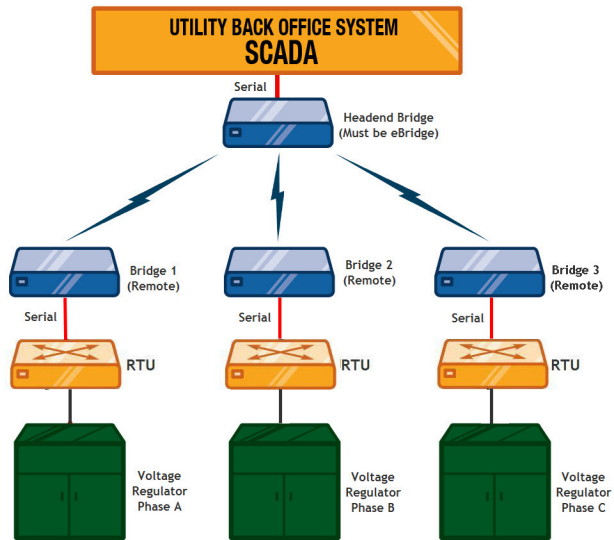 UTILITY BACK OFFICE SYSTEM
SCADA
Serial
Headend Bridge
(Must be eBridge)
Bridge 1
(Remote)
Bridge 2
(Remote)
Bridge 3
(Remote)
Serial
Serial
Serial
RTU
RTU
RTU
Voltage
Regulator
Phase A
Voltage
Regulator
Phase B
Voltage
Regulator
Phase C